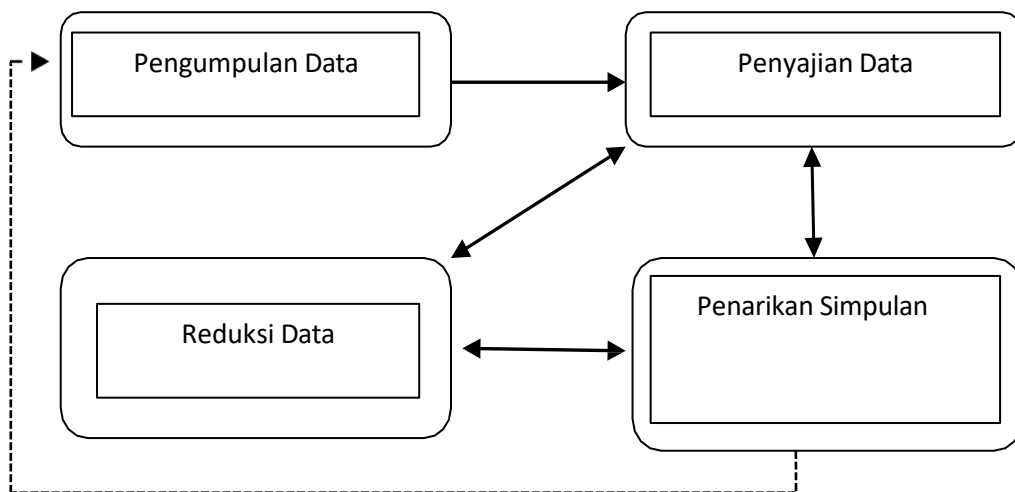 Pengumpulan Data
Penyajian Data
Reduksi Data
Penarikan Simpulan